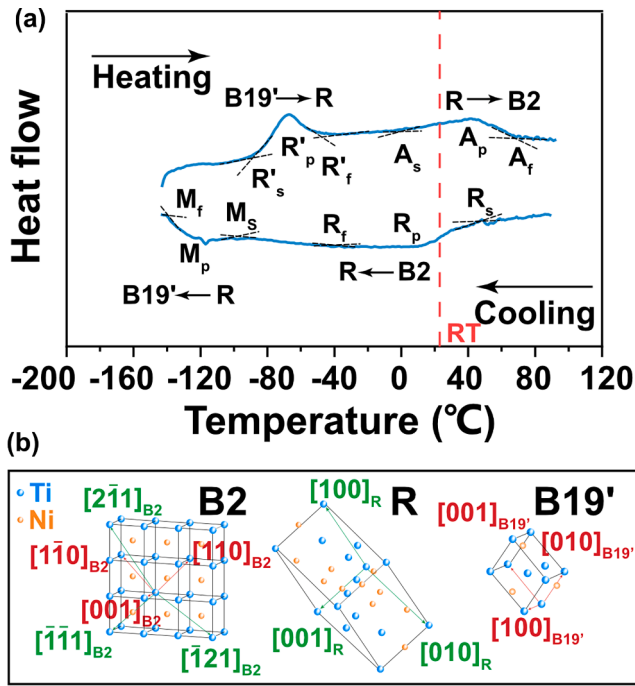 (a)
Heating
B19'→R
R→B2
R'ₚ
R'f
R'ₛ
Aₛ
Aₚ
Af
Mf
Mₚ
Mₛ
Rf
Rₚ
Rₛ
R←B2
B19'←R
Cooling
RT
Heat flow
-200 -160 -120 -80 -40 0 40 80 120
Temperature (℃)
(b)
Ti
Ni
B2
R
B19'
[21̄1]B2
[11̄0]B2
[110]B2
[001]B2
[1̄1̄1]B2
[1̄21]B2
[100]R
[001]R
[010]R
[001]B19'
[010]B19'
[100]B19'